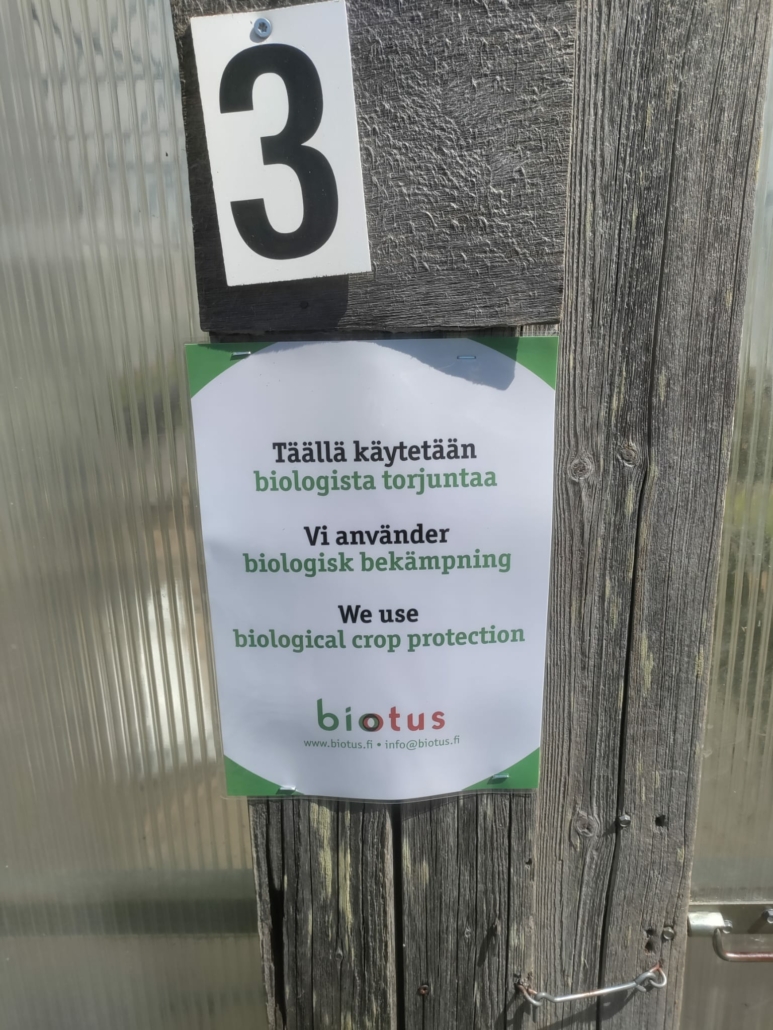 3
Täällä käytetään
biologista torjuntaa
Vi använder
biologisk bekämpning
We use
biological crop protection
biotus
www.biotus.fi • info@biotus.fi